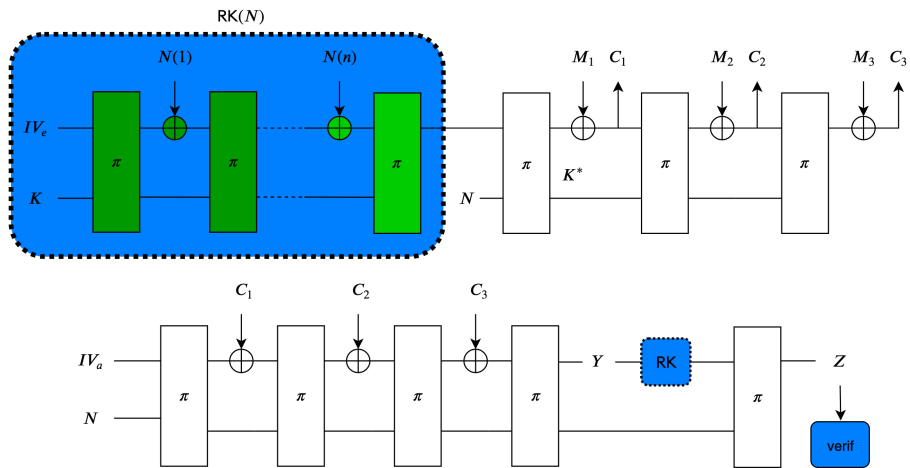 RK(N)
N(1) N(n) M₁ C₁ M₂ C₂ M₃ C₃
IVₑ
π π π π π π
K K* N
C₁ C₂ C₃
IVₐ Y RK Z
π π π π π
N
verif